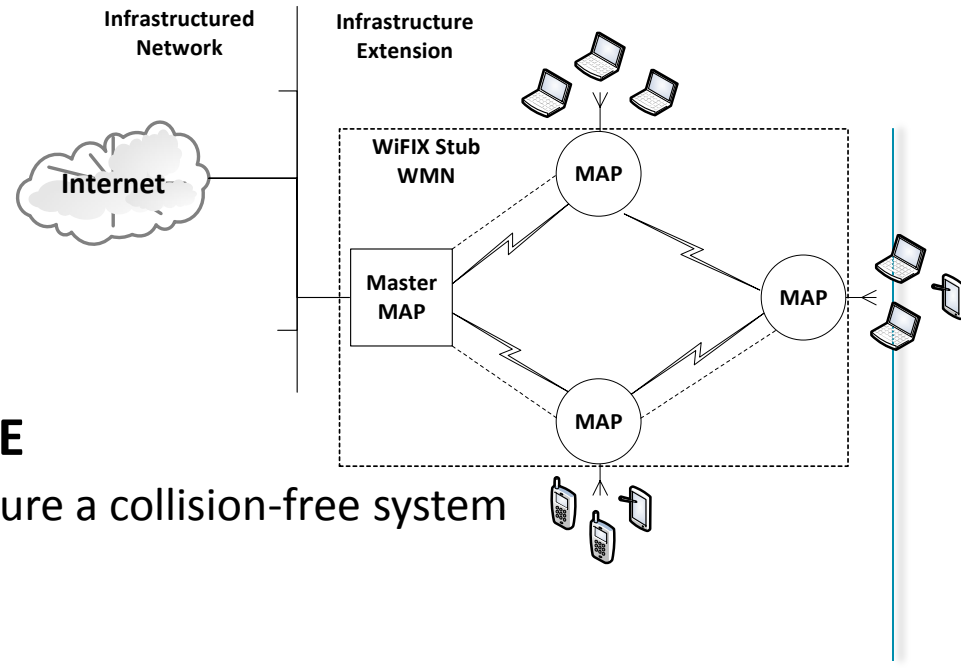 Infrastructured
Network
Infrastructure
Extension
WiFIX Stub
WMN
MAP
Internet
Master
MAP
MAP
MAP
E
ure a collision-free system